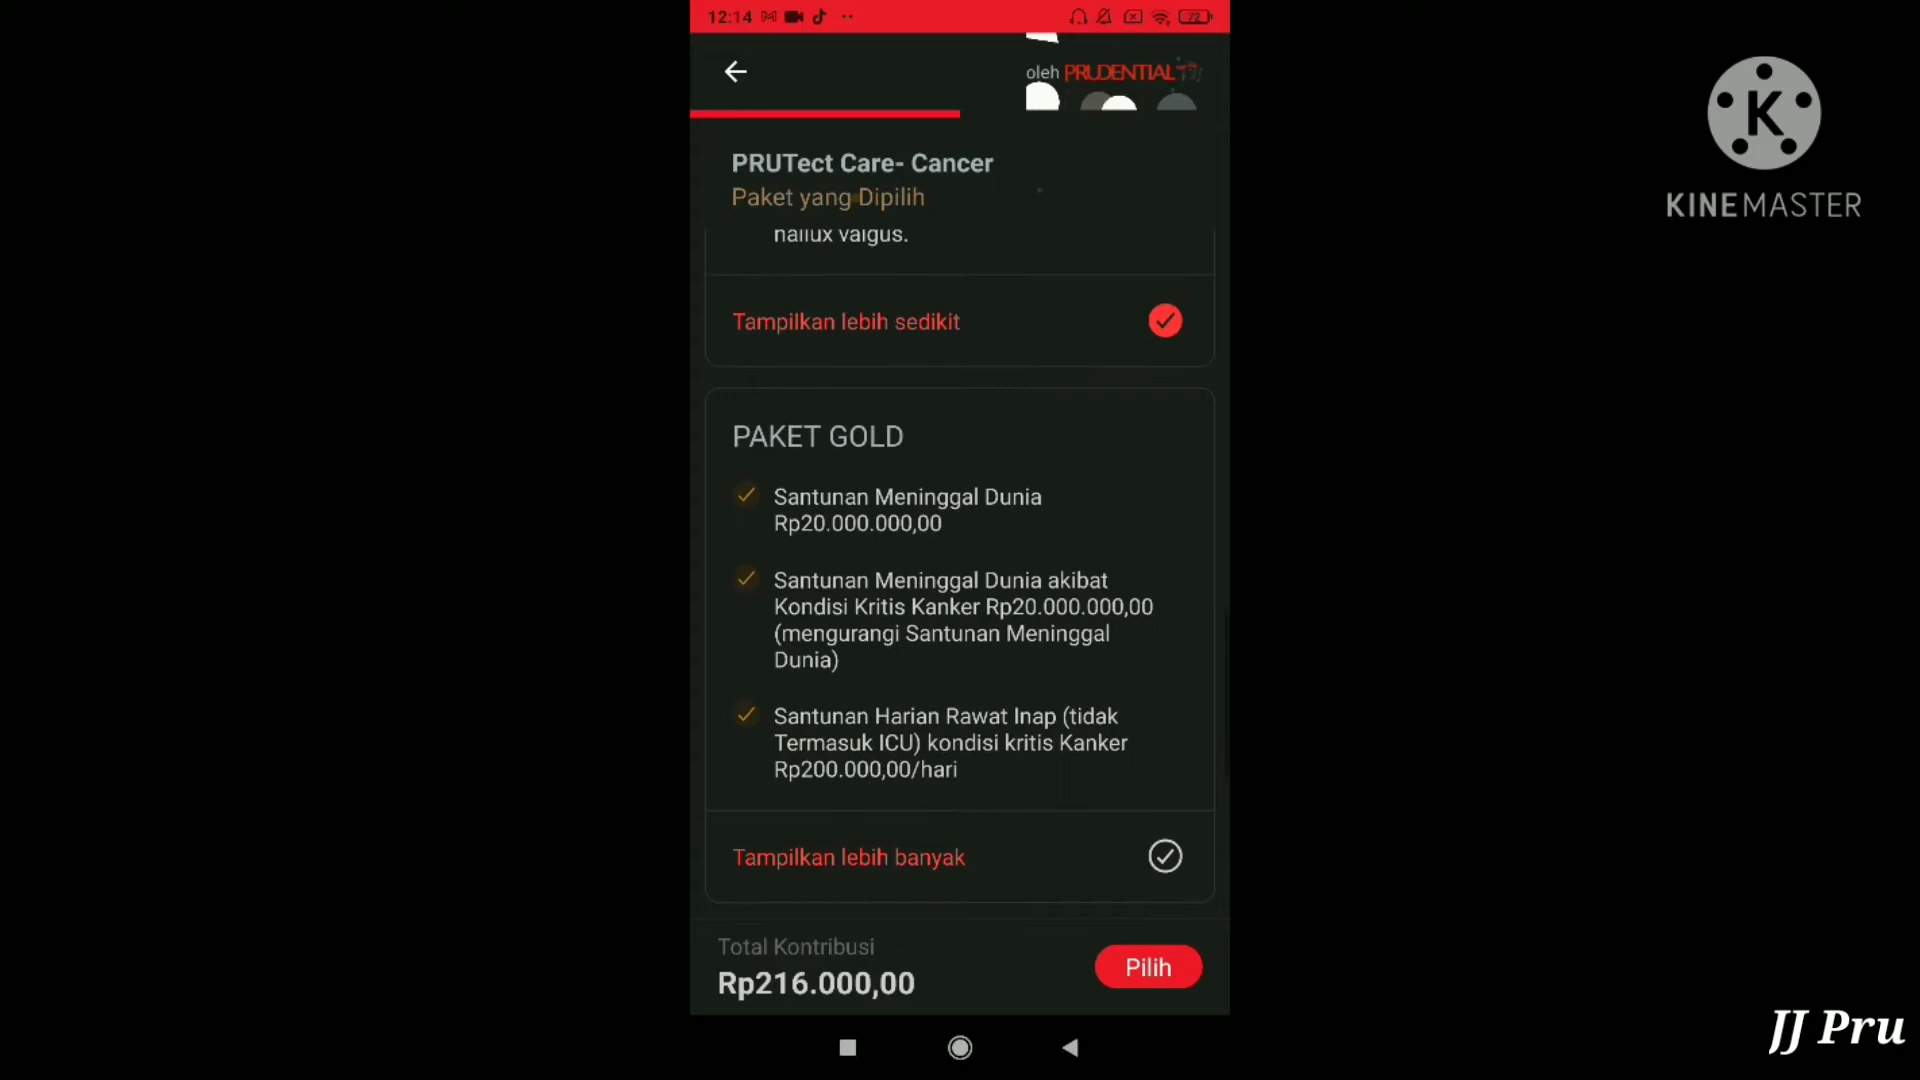 12:14
72
oleh PRUDENTIAL
KINEMASTER
PRUTect Care- Cancer
Paket yang Dipilih
hallux valgus.
Tampilkan lebih sedikit
PAKET GOLD
Santunan Meninggal Dunia
Rp20.000.000,00
Santunan Meninggal Dunia akibat
Kondisi Kritis Kanker Rp20.000.000,00
(mengurangi Santunan Meninggal
Dunia)
Santunan Harian Rawat Inap (tidak
Termasuk ICU) kondisi kritis Kanker
Rp200.000,00/hari
Tampilkan lebih banyak
Total Kontribusi
Rp216.000,00
Pilih
JJ Pru